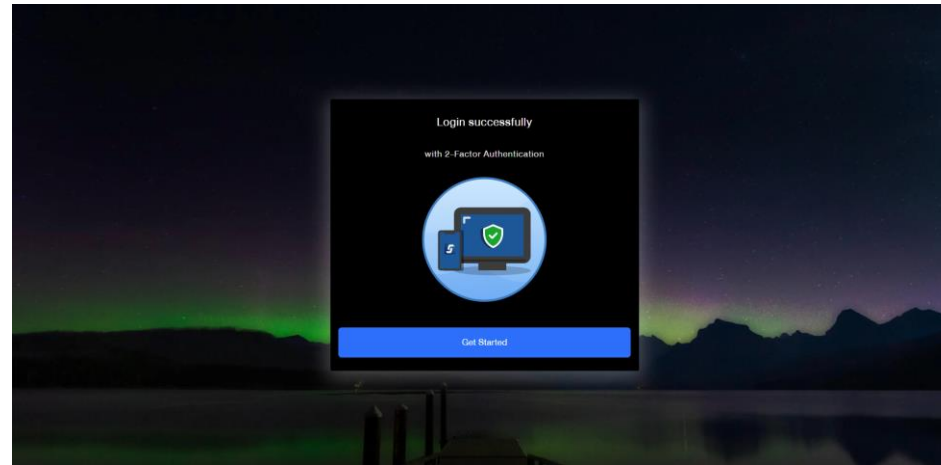 Login successfully
with 2-Factor Authentication
S
Get Started